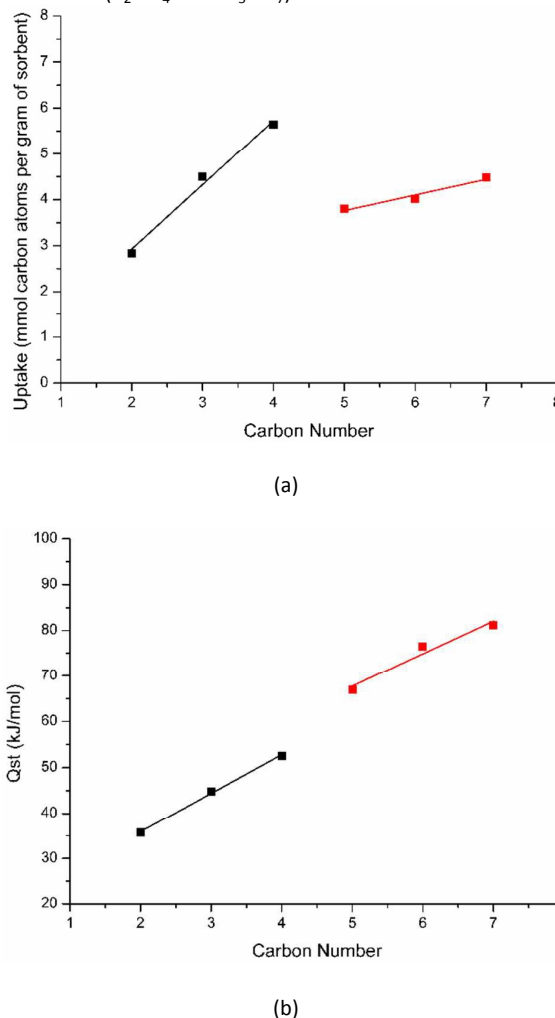 8
7
6
5
4
3
2
1
0
1 2 3 4 5 6 7 8
Uptake (mmol carbon atoms per gram of sorbent)
Carbon Number
(a)
100
90
80
70
60
50
40
30
20
1 2 3 4 5 6 7
Qst (kJ/mol)
Carbon Number
(b)